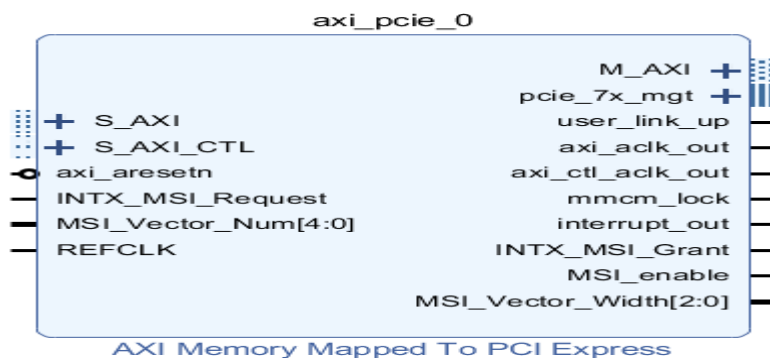 axi_pcie_0
M_AXI
pcie_7x_mgt
S_AXI
user_link_up
S_AXI_CTL
axi_aclk_out
axi_aresetn
axi_ctl_aclk_out
INTX_MSI_Request
mmcm_lock
MSI_Vector_Num[4:0]
interrupt_out
REFCLK
INTX_MSI_Grant
MSI_enable
MSI_Vector_Width[2:0]
AXI Memory Mapped To PCI Express